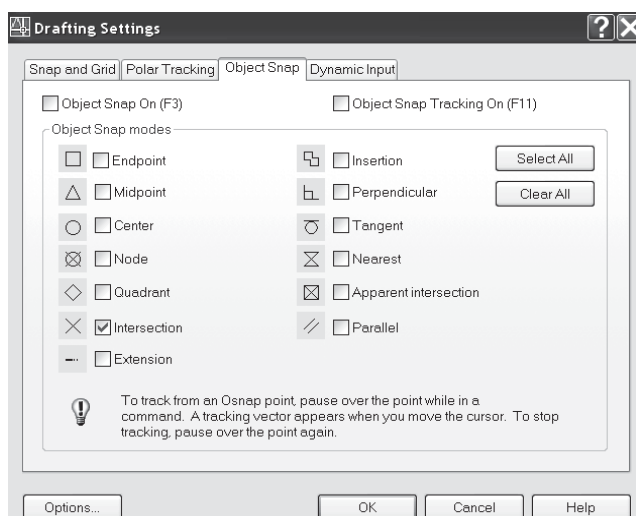 Drafting Settings
Snap and Grid Polar Tracking Object Snap Dynamic Input
Object Snap On (F3) Object Snap Tracking On (F11)
Object Snap modes
Endpoint Insertion Select All
Midpoint Perpendicular Clear All
Center Tangent
Node Nearest
Quadrant Apparent intersection
Intersection Parallel
Extension
To track from an Osnap point, pause over the point while in a
command. A tracking vector appears when you move the cursor. To stop
tracking, pause over the point again.
Options... OK Cancel Help